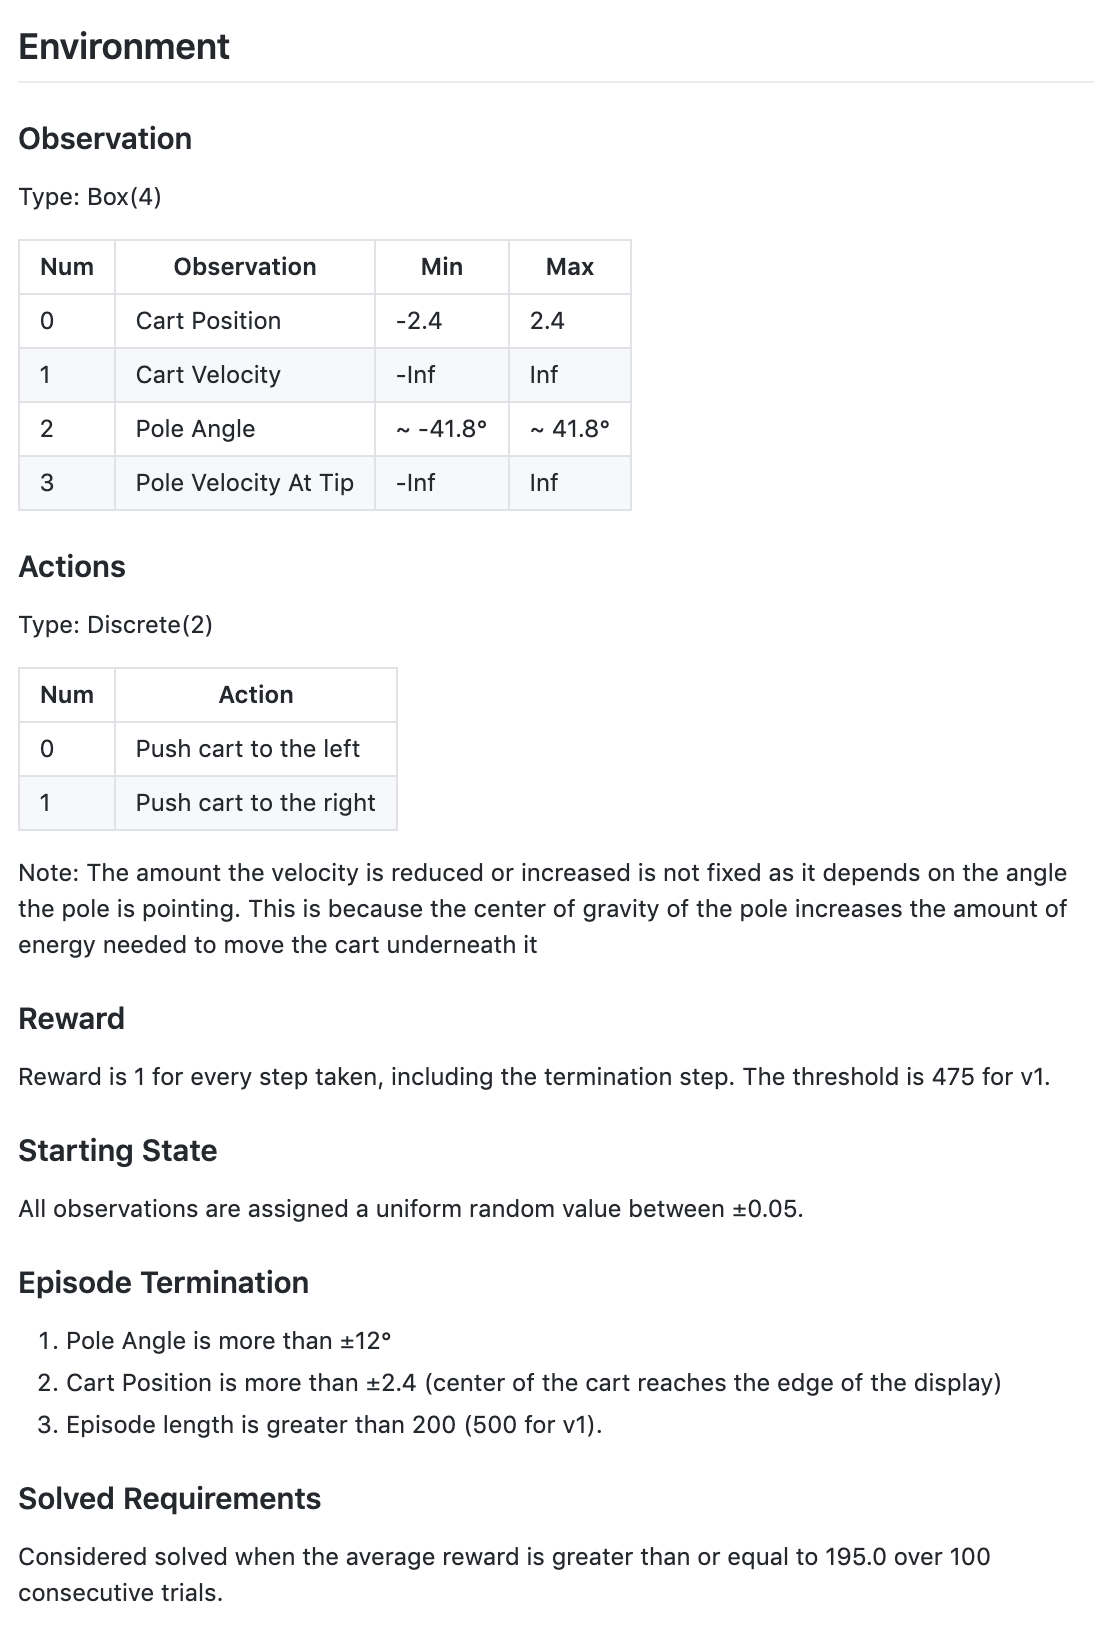 Environment
Observation
Type: Box(4)
Num Observation Min Max
0 Cart Position -2.4 2.4
1 Cart Velocity -Inf Inf
2 Pole Angle ~ -41.8° ~ 41.8°
3 Pole Velocity At Tip -Inf Inf
Actions
Type: Discrete(2)
Num Action
0 Push cart to the left
1 Push cart to the right
Note: The amount the velocity is reduced or increased is not fixed as it depends on the angle
the pole is pointing. This is because the center of gravity of the pole increases the amount of
energy needed to move the cart underneath it
Reward
Reward is 1 for every step taken, including the termination step. The threshold is 475 for v1.
Starting State
All observations are assigned a uniform random value between ±0.05.
Episode Termination
1. Pole Angle is more than ±12°
2. Cart Position is more than ±2.4 (center of the cart reaches the edge of the display)
3. Episode length is greater than 200 (500 for v1).
Solved Requirements
Considered solved when the average reward is greater than or equal to 195.0 over 100
consecutive trials.